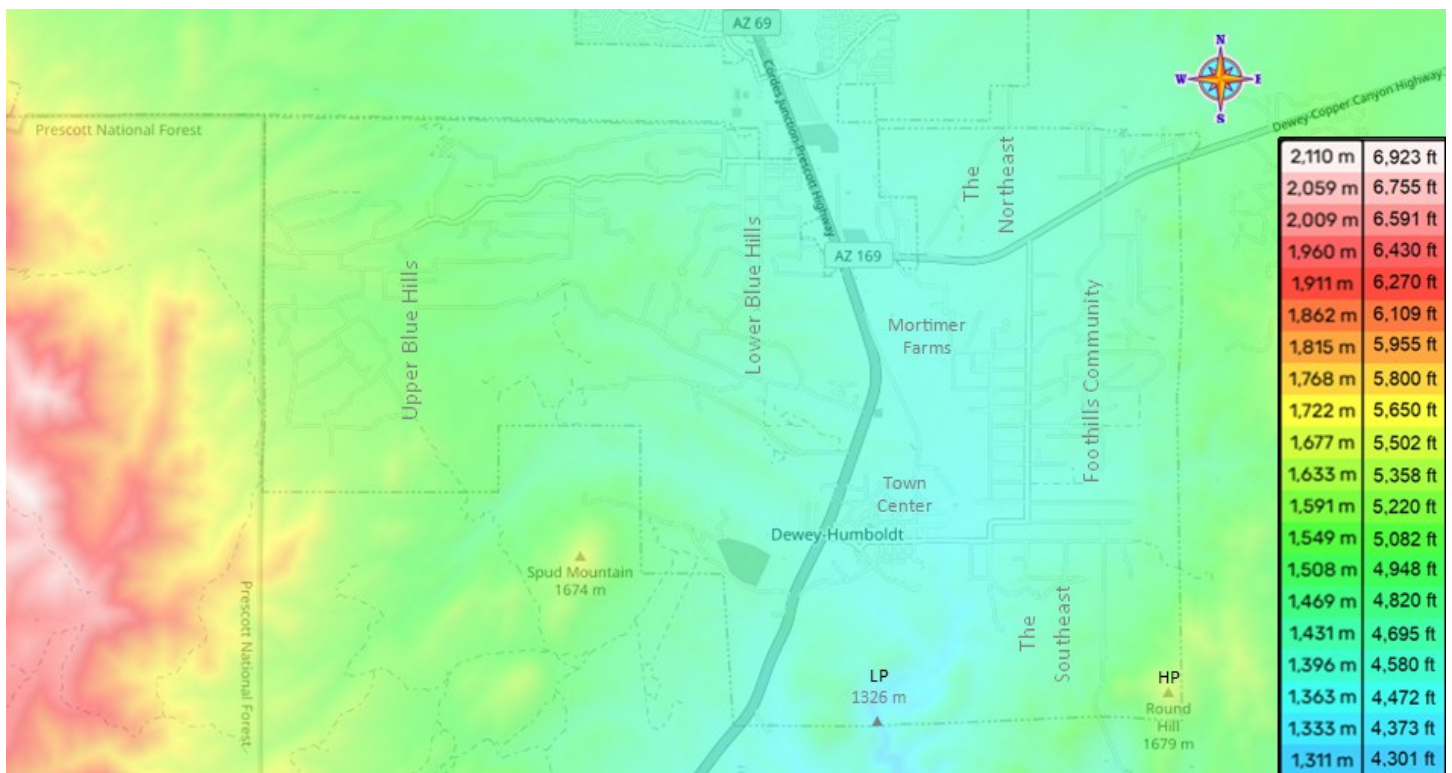 AZ 69
N
W
E
S
Cordes Junction-Prescott Highway
Dewey-Copper Canyon Highway
Prescott National Forest
The
Northeast
AZ 169
Upper Blue Hills
Lower Blue Hills
Mortimer
Farms
Foothills Community
Town
Center
Dewey-Humboldt
Spud Mountain
1674 m
Prescott National Forest
The
Southeast
LP
1326 m
HP
Round
Hill
1679 m
2,110 m 6,923 ft
2,059 m 6,755 ft
2,009 m 6,591 ft
1,960 m 6,430 ft
1,911 m 6,270 ft
1,862 m 6,109 ft
1,815 m 5,955 ft
1,768 m 5,800 ft
1,722 m 5,650 ft
1,677 m 5,502 ft
1,633 m 5,358 ft
1,591 m 5,220 ft
1,549 m 5,082 ft
1,508 m 4,948 ft
1,469 m 4,820 ft
1,431 m 4,695 ft
1,396 m 4,580 ft
1,363 m 4,472 ft
1,333 m 4,373 ft
1,311 m 4,301 ft